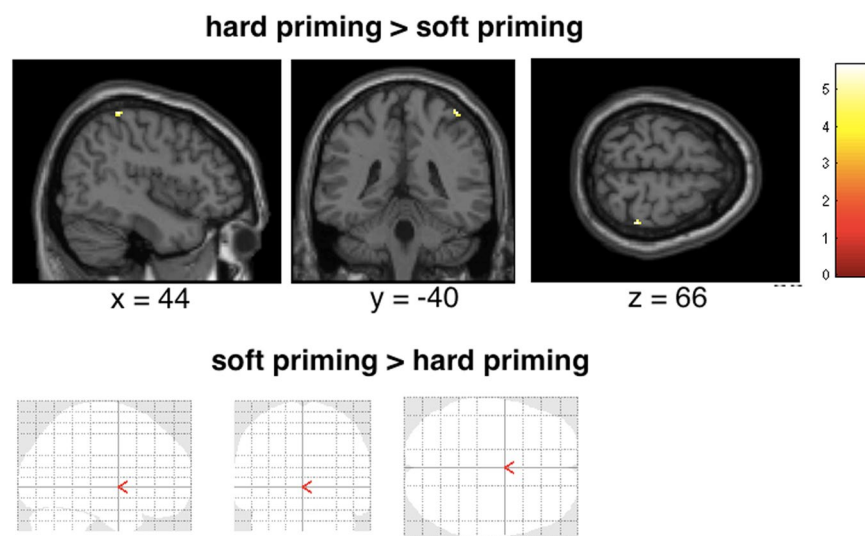 hard priming > soft priming
5
4
3
2
1
0
x = 44
y = -40
z = 66
soft priming > hard priming